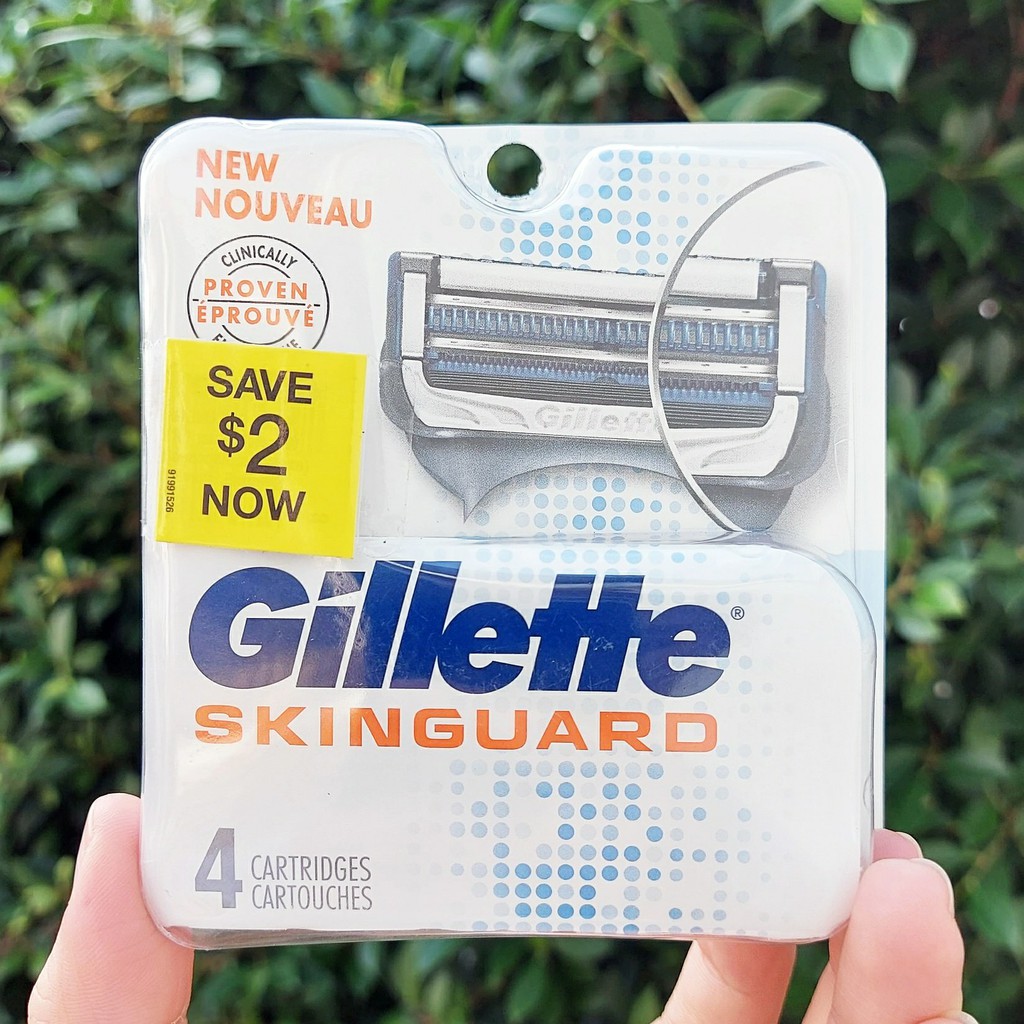 NEW
NOUVEAU
CLINICALLY
PROVEN
ÉPROUVÉ
SAVE
$2
NOW
91991526
Gillette
Gillette®
SKINGUARD
4 CARTRIDGES
CARTOUCHES